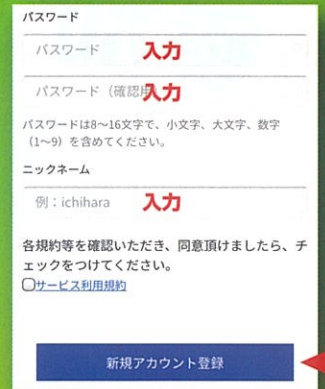 パスワード
パスワード 入力
パスワード（確認用 入力
パスワードは8〜16文字で、小文字、大文字、数字
（1〜9）を含めてください。
ニックネーム
例：ichihara 入力
各規約等を確認いただき、同意頂けましたら、チ
ェックをつけてください。
サービス利用規約
新規アカウント登録